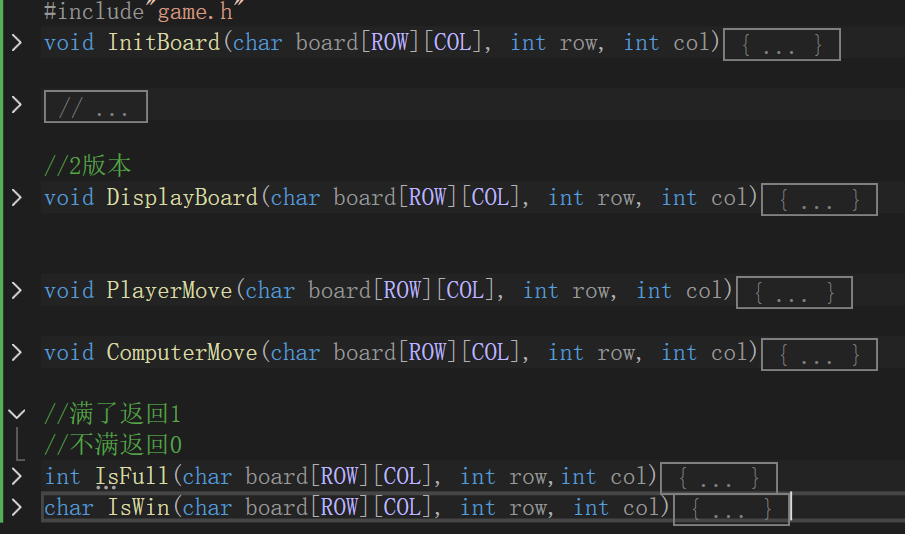 #include"game.h"
void InitBoard(char board[ROW][COL], int row, int col){ ... }
// ...
//2版本
void DisplayBoard(char board[ROW][COL], int row, int col){ ... }
void PlayerMove(char board[ROW][COL], int row, int col){ ... }
void ComputerMove(char board[ROW][COL], int row, int col){ ... }
//满了返回1
//不满返回0
int IsFull(char board[ROW][COL], int row,int col){ ... }
char IsWin(char board[ROW][COL], int row, int col){ ... }